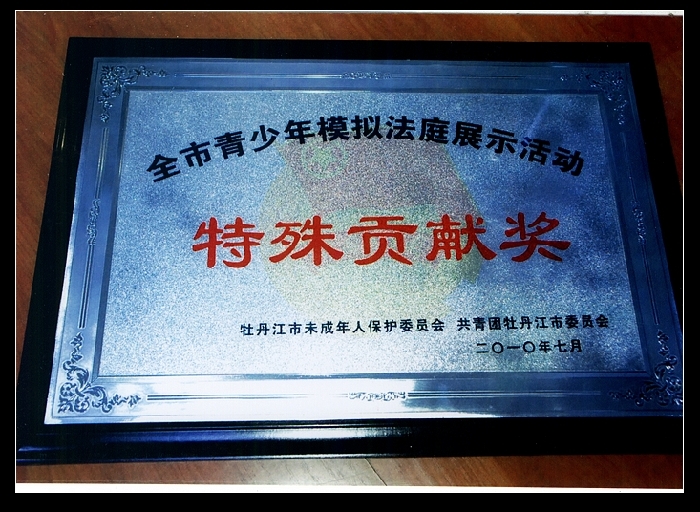 全市青少年模拟法庭展示活动
特殊贡献奖
牡丹江市未成年人保护委员会 共青团牡丹江市委员会
二〇一〇年七月